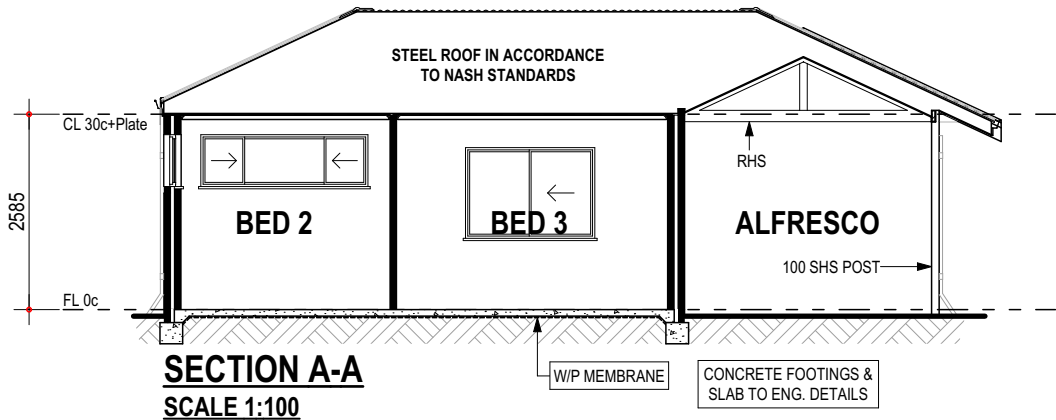 STEEL ROOF IN ACCORDANCE
TO NASH STANDARDS
CL 30c+Plate
RHS
2585
BED 2
BED 3
ALFRESCO
100 SHS POST
FL 0c
SECTION A-A
SCALE 1:100
W/P MEMBRANE
CONCRETE FOOTINGS &
SLAB TO ENG. DETAILS